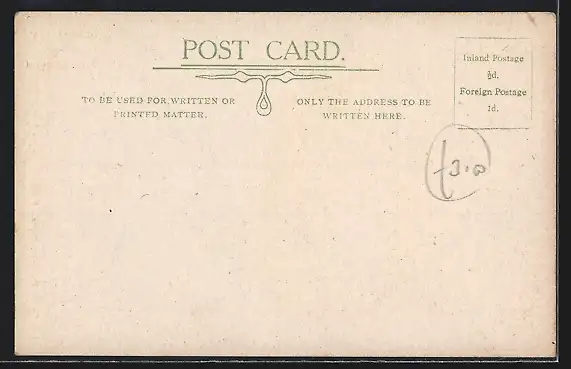 POST CARD.
TO BE USED FOR WRITTEN OR
PRINTED MATTER.
ONLY THE ADDRESS TO BE
WRITTEN HERE.
Inland Postage
½d.
Foreign Postage
1d.